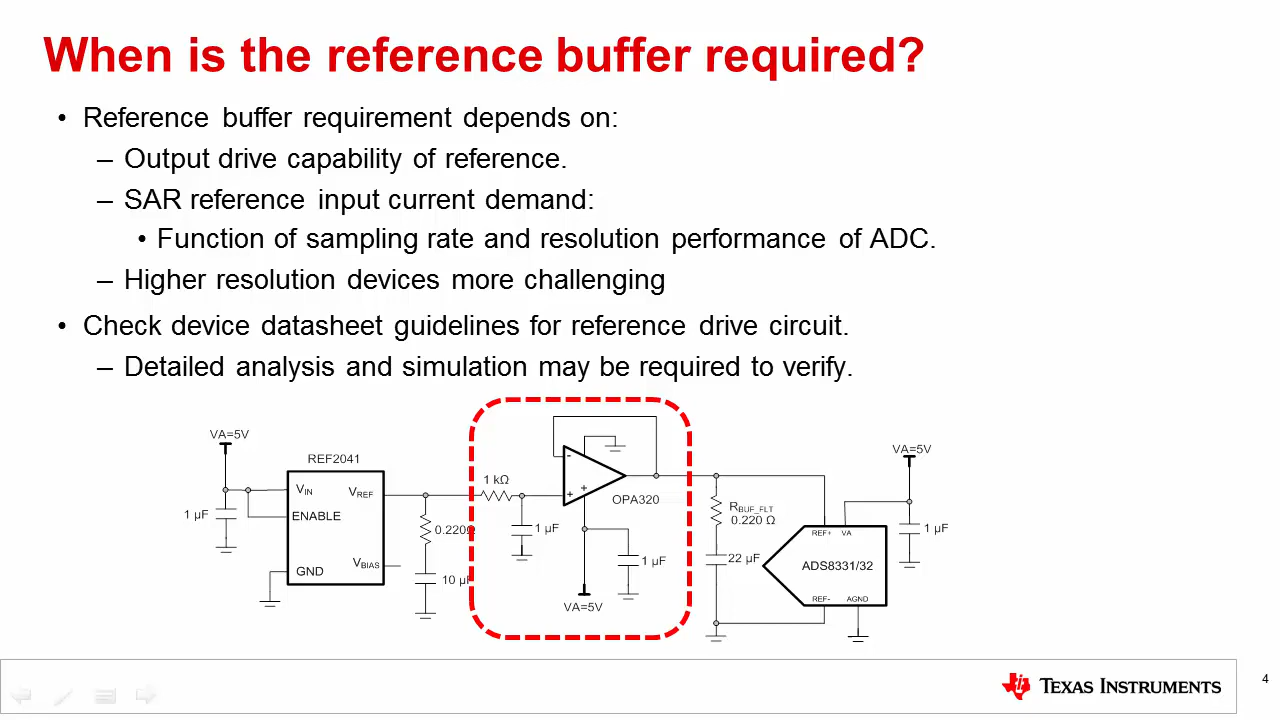 When is the reference buffer required?
• Reference buffer requirement depends on:
– Output drive capability of reference.
– SAR reference input current demand:
• Function of sampling rate and resolution performance of ADC.
– Higher resolution devices more challenging
• Check device datasheet guidelines for reference drive circuit.
– Detailed analysis and simulation may be required to verify.
VA=5V
REF2041
VIN
VREF
ENABLE
1 µF
GND
VBIAS
0.220Ω
10 µF
1 kΩ
1 µF
-
+
+
OPA320
1 µF
VA=5V
RBUF_FLT
0.220 Ω
22 µF
VA=5V
REF+ VA
1 µF
ADS8331/32
REF- AGND
TEXAS INSTRUMENTS
4